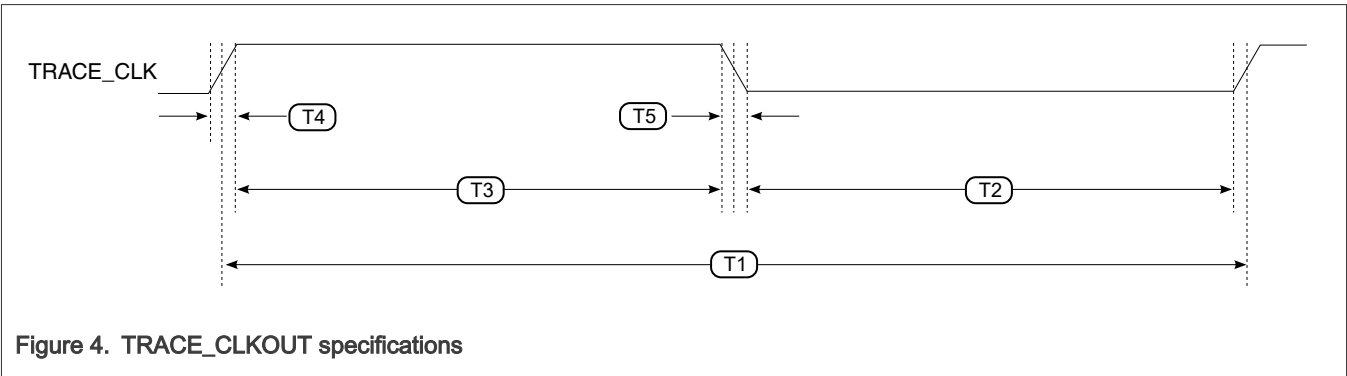 TRACE_CLK
T4
T5
T3
T2
T1
Figure 4. TRACE_CLKOUT specifications